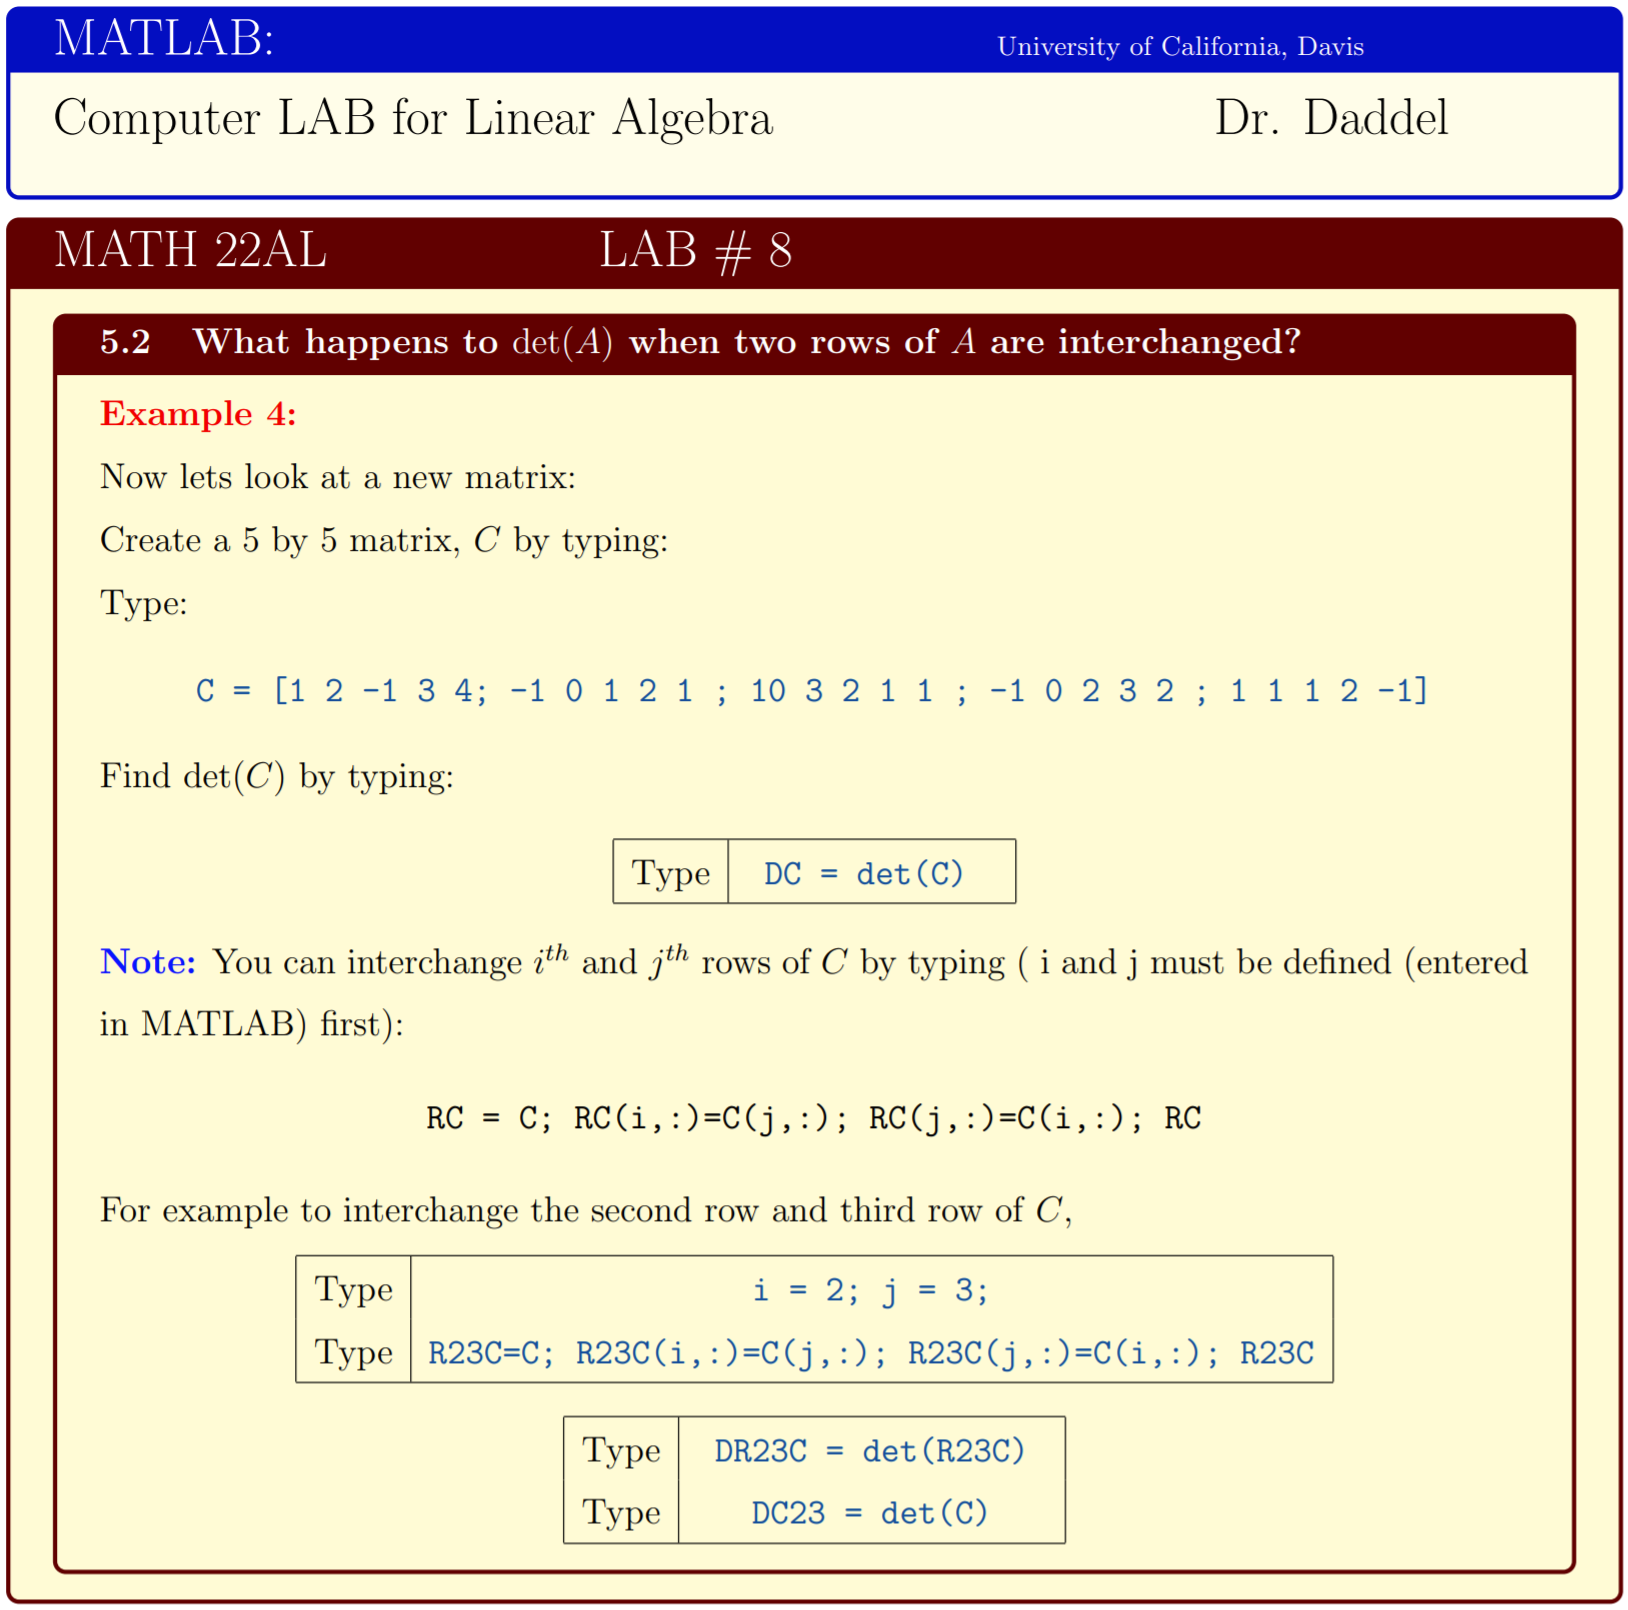 MATLAB: University of California, Davis
Computer LAB for Linear Algebra Dr. Daddel
MATH 22AL LAB # 8
5.2 What happens to det(A) when two rows of A are interchanged?
Example 4:
Now lets look at a new matrix:
Create a 5 by 5 matrix, C by typing:
Type:
C = [1 2 -1 3 4; -1 0 1 2 1 ; 10 3 2 1 1 ; -1 0 2 3 2 ; 1 1 1 2 -1]
Find det(C) by typing:
Type DC = det(C)
Note: You can interchange i^{th} and j^{th} rows of C by typing ( i and j must be defined (entered
in MATLAB) first):
RC = C; RC(i,:)=C(j,:); RC(j,:)=C(i,:); RC
For example to interchange the second row and third row of C,
Type i = 2; j = 3;
Type R23C=C; R23C(i,:)=C(j,:); R23C(j,:)=C(i,:); R23C
Type DR23C = det(R23C)
Type DC23 = det(C)